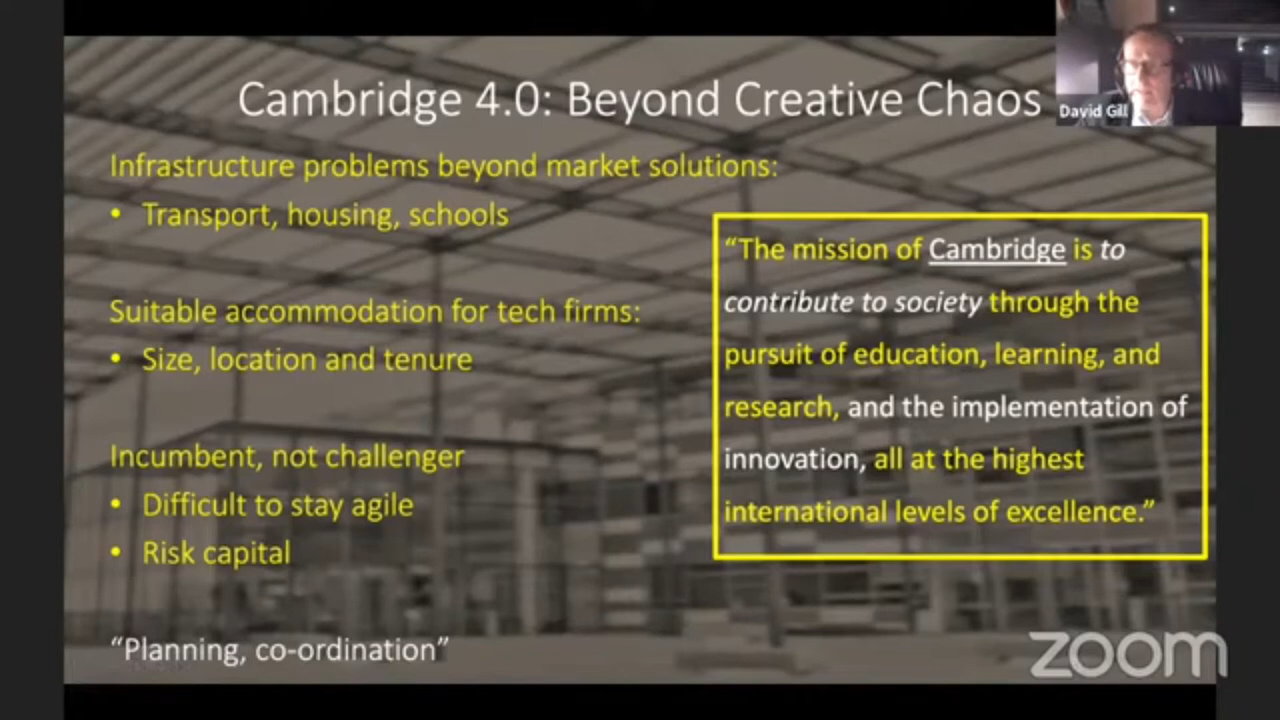 Cambridge 4.0: Beyond Creative Chaos
David Gill
Infrastructure problems beyond market solutions:
• Transport, housing, schools
Suitable accommodation for tech firms:
• Size, location and tenure
Incumbent, not challenger
• Difficult to stay agile
• Risk capital
“Planning, co-ordination”
“The mission of Cambridge is to
contribute to society through the
pursuit of education, learning, and
research, and the implementation of
innovation, all at the highest
international levels of excellence.”
zoom